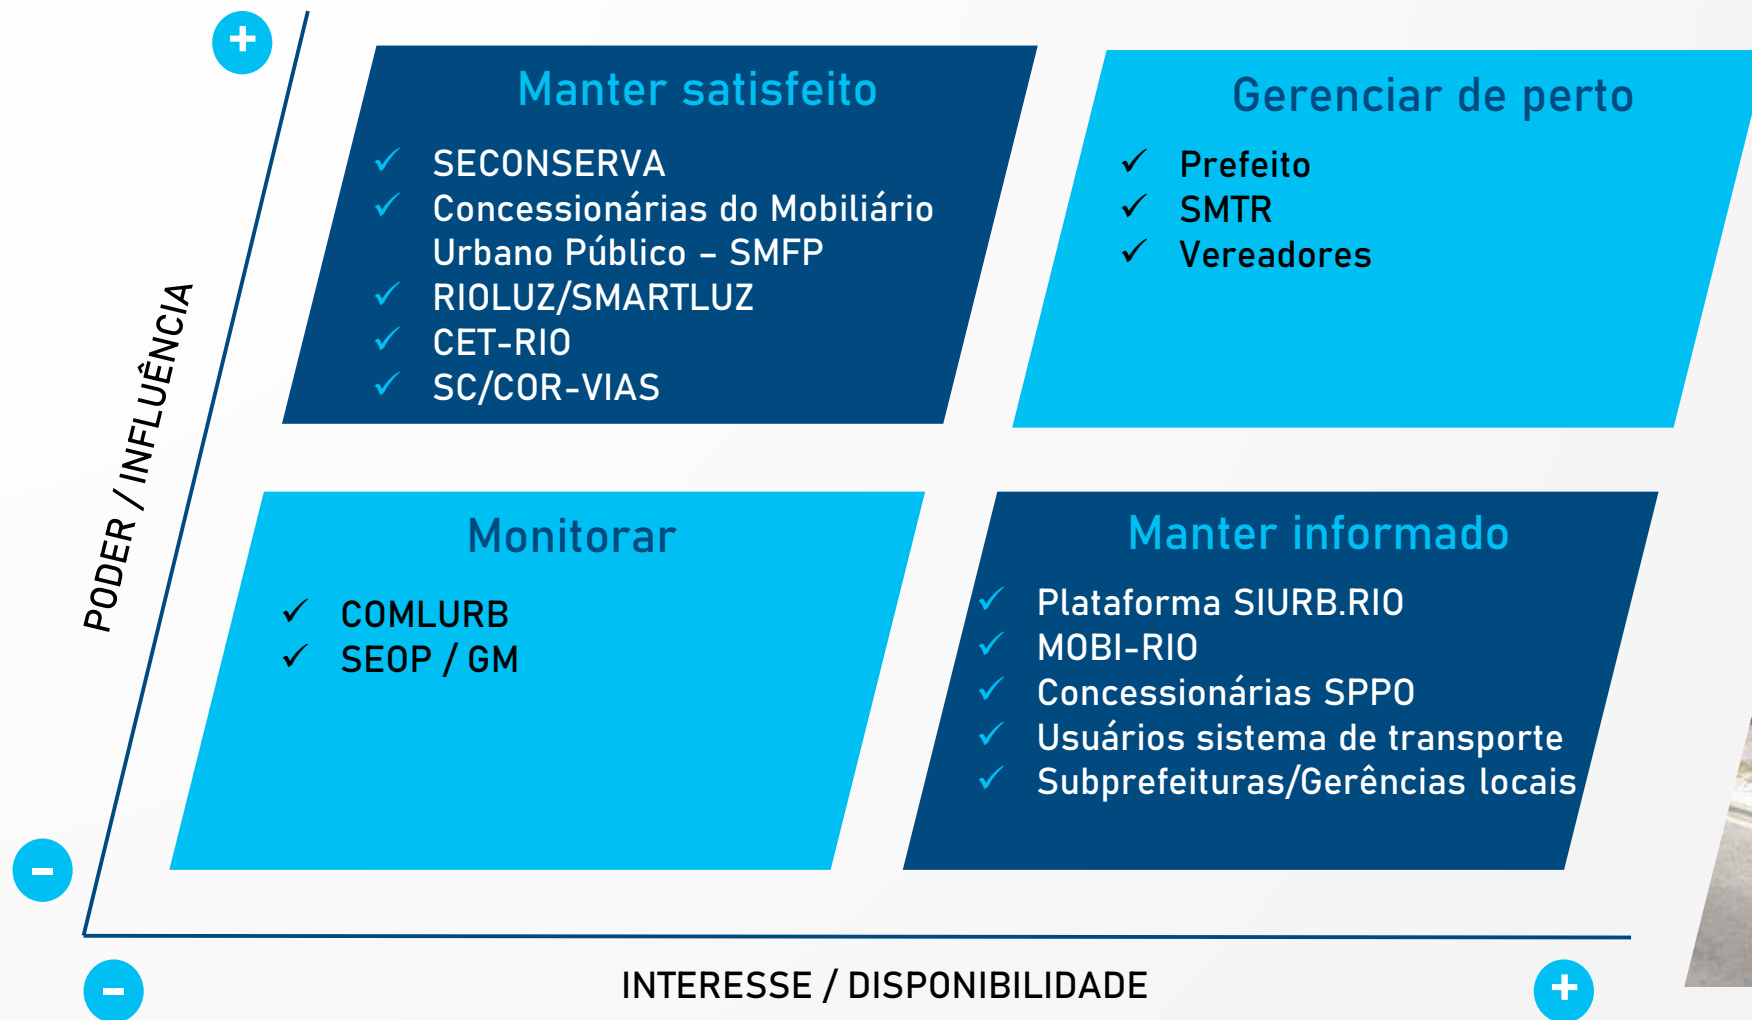 +
Manter satisfeito
✓ SECONSERVA
✓ Concessionárias do Mobiliário
Urbano Público – SMFP
✓ RIOLUZ/SMARTLUZ
✓ CET-RIO
✓ SC/COR-VIAS
Gerenciar de perto
✓ Prefeito
✓ SMTR
✓ Vereadores
PODER / INFLUÊNCIA
Monitorar
✓ COMLURB
✓ SEOP / GM
Manter informado
✓ Plataforma SIURB.RIO
✓ MOBI-RIO
✓ Concessionárias SPPO
✓ Usuários sistema de transporte
✓ Subprefeituras/Gerências locais
-
-
INTERESSE / DISPONIBILIDADE
+